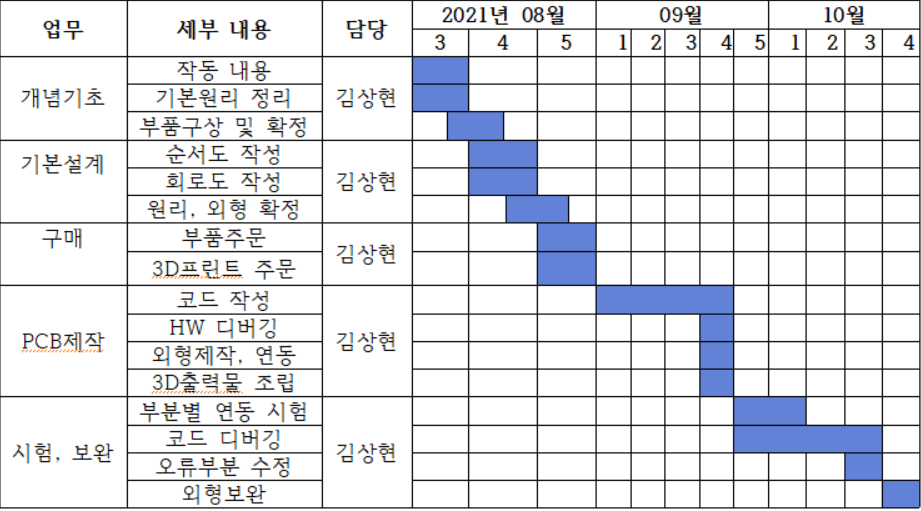 업무 세부 내용 담당 2021년 08월 09월 10월
3 4 5 1 2 3 4 5 1 2 3 4
개념기초 작동 내용 김상현
기본원리 정리
부품구상 및 확정
기본설계 순서도 작성 김상현
회로도 작성
원리, 외형 확정
구매 부품주문 김상현
3D프린트 주문
PCB제작 코드 작성 김상현
HW 디버깅
외형제작, 연동
3D출력물 조립
시험, 보완 부분별 연동 시험 김상현
코드 디버깅
오류부분 수정
외형보완